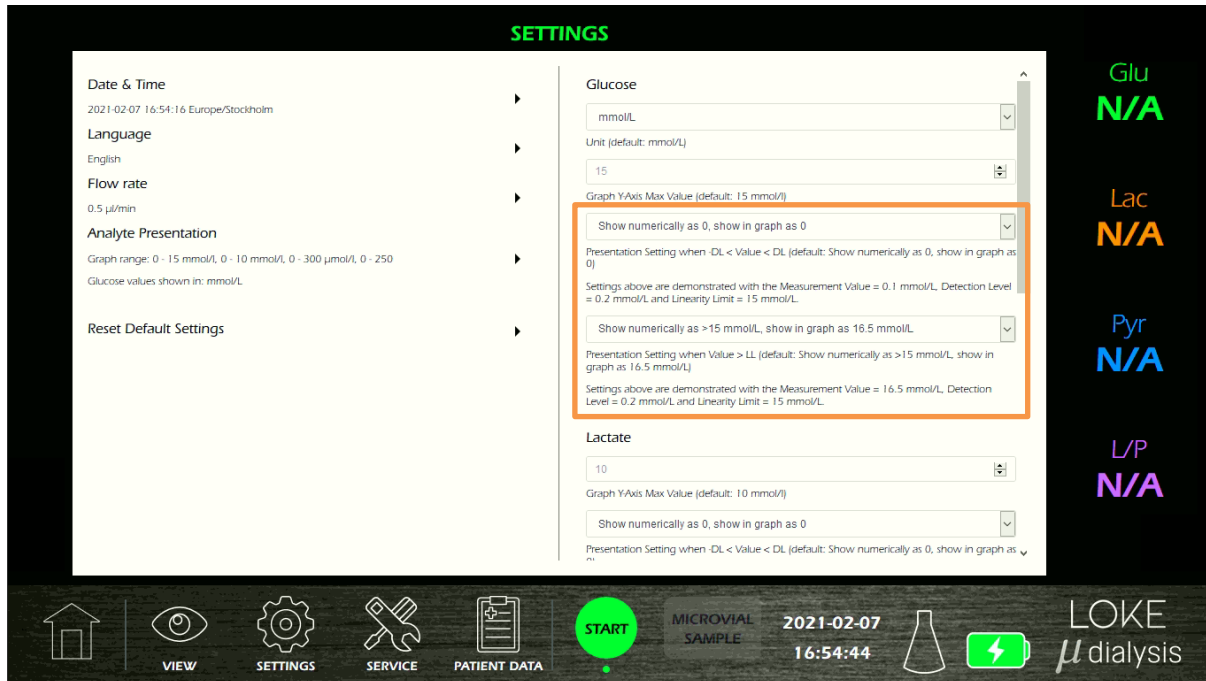 SETTINGS
Date & Time
2021-02-07 16:54:16 Europe/Stockholm
Language
English
Flow rate
0.5 µl/min
Analyte Presentation
Graph range: 0 - 15 mmol/l, 0 - 10 mmol/l, 0 - 300 µmol/l, 0 - 250
Glucose values shown in: mmol/L
Reset Default Settings
Glucose
mmol/L
Unit (default: mmol/L)
15
Graph Y-Axis Max Value (default: 15 mmol/l)
Show numerically as 0, show in graph as 0
Presentation Setting when -DL < Value < DL (default: Show numerically as 0, show in graph as
0)
Settings above are demonstrated with the Measurement Value = 0.1 mmol/L, Detection Level
= 0.2 mmol/L and Linearity Limit = 15 mmol/L.
Show numerically as >15 mmol/L, show in graph as 16.5 mmol/L
Presentation Setting when Value > LL (default: Show numerically as >15 mmol/L, show in
graph as 16.5 mmol/L)
Settings above are demonstrated with the Measurement Value = 16.5 mmol/L, Detection
Level = 0.2 mmol/L and Linearity Limit = 15 mmol/L.
Lactate
10
Graph Y-Axis Max Value (default: 10 mmol/l)
Show numerically as 0, show in graph as 0
Presentation Setting when -DL < Value < DL (default: Show numerically as 0, show in graph as
Glu
N/A
Lac
N/A
Pyr
N/A
L/P
N/A
VIEW
SETTINGS
SERVICE
PATIENT DATA
START
MICROVIAL
SAMPLE
2021-02-07
16:54:44
LOKE
µ dialysis